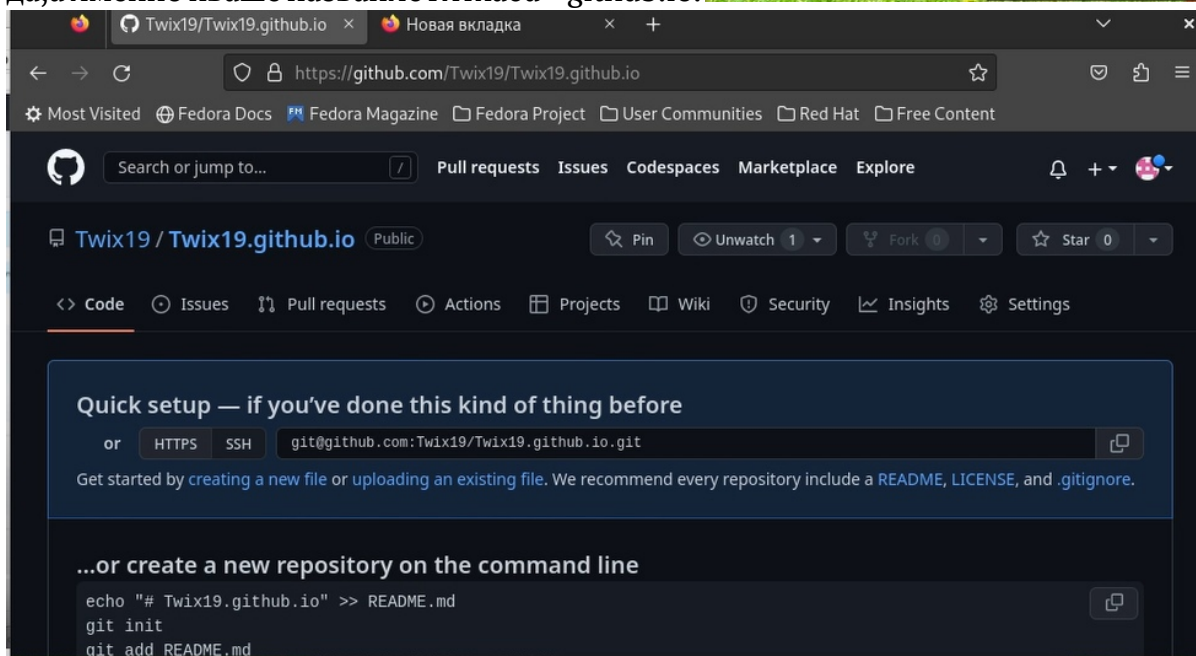 Twix19/Twix19.github.io × Новая вкладка × +
https://github.com/Twix19/Twix19.github.io
Most Visited Fedora Docs Fedora Magazine Fedora Project User Communities Red Hat Free Content
Search or jump to... / Pull requests Issues Codespaces Marketplace Explore
Twix19 / Twix19.github.io Public Pin Unwatch 1 Fork 0 Star 0
<> Code Issues Pull requests Actions Projects Wiki Security Insights Settings
Quick setup — if you've done this kind of thing before
or HTTPS SSH git@github.com:Twix19/Twix19.github.io.git
Get started by creating a new file or uploading an existing file. We recommend every repository include a README, LICENSE, and .gitignore.
...or create a new repository on the command line
echo "# Twix19.github.io" >> README.md
git init
git add README.md